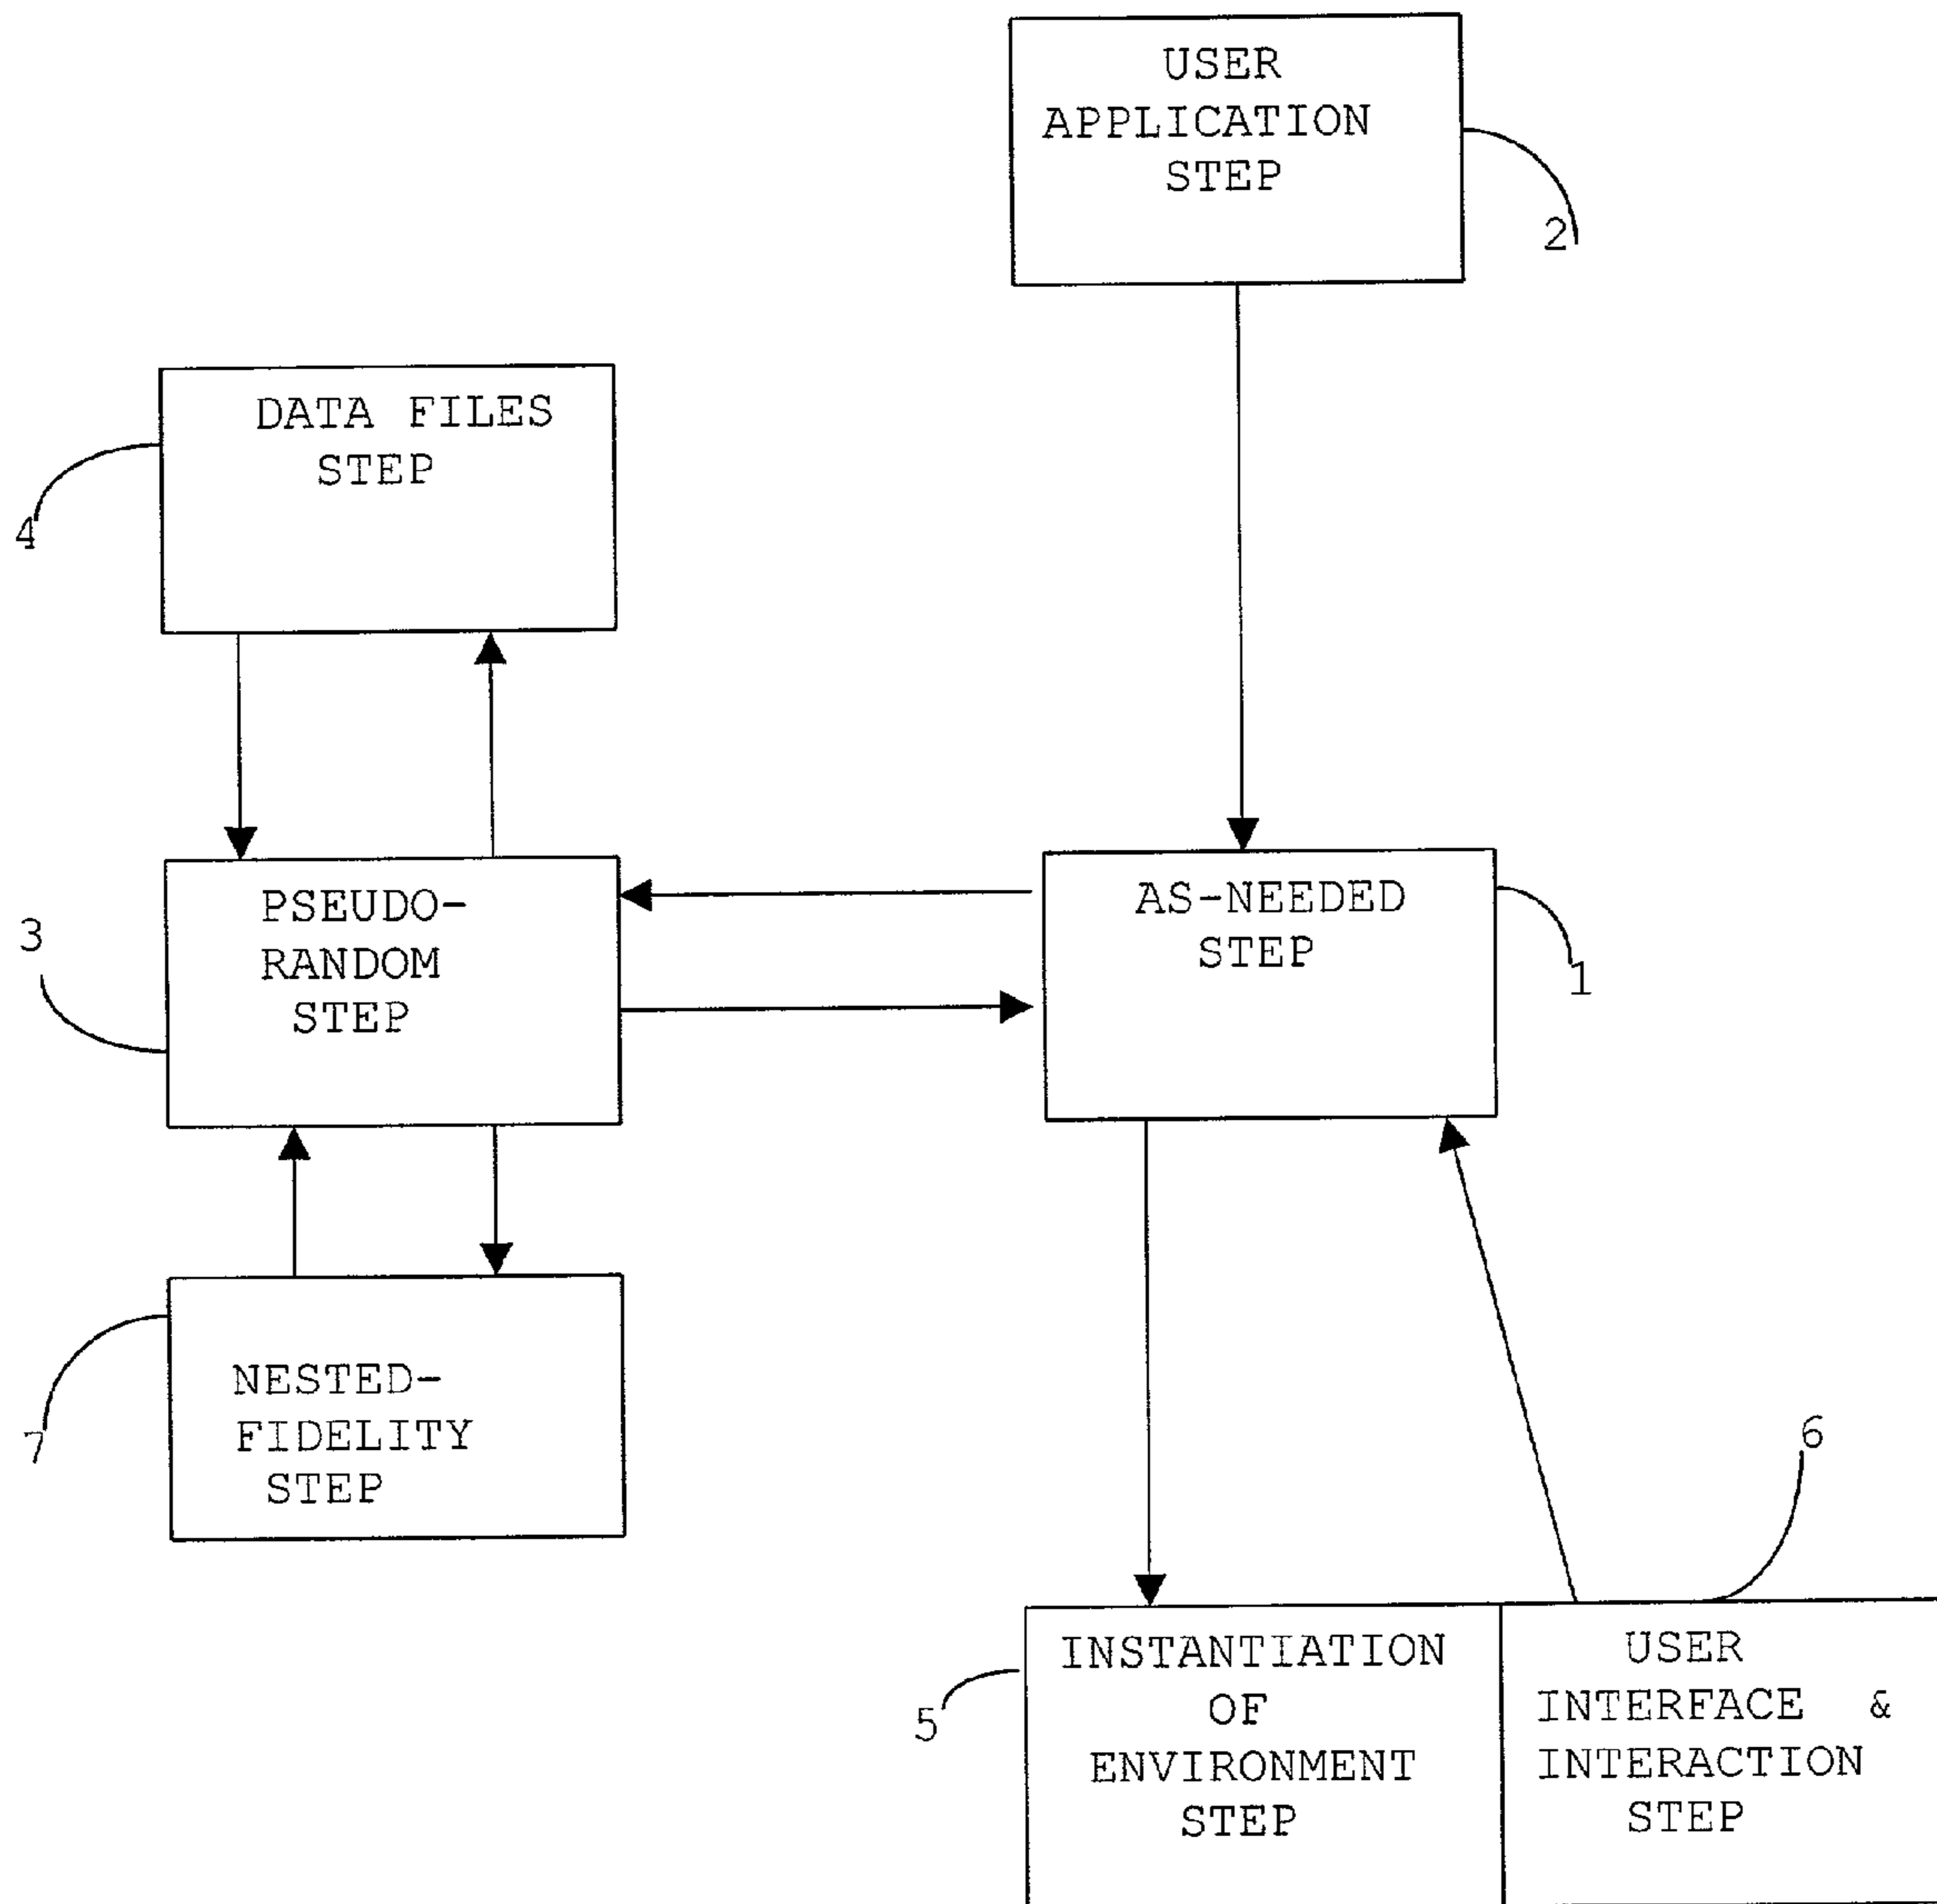 USER
APPLICATION
STEP
2
DATA FILES
STEP
4
PSEUDO-
RANDOM
STEP
3
AS-NEEDED
STEP
1
NESTED-
FIDELITY
STEP
7
6
INSTANTIATION
OF
ENVIRONMENT
STEP
5
USER
INTERFACE &
INTERACTION
STEP